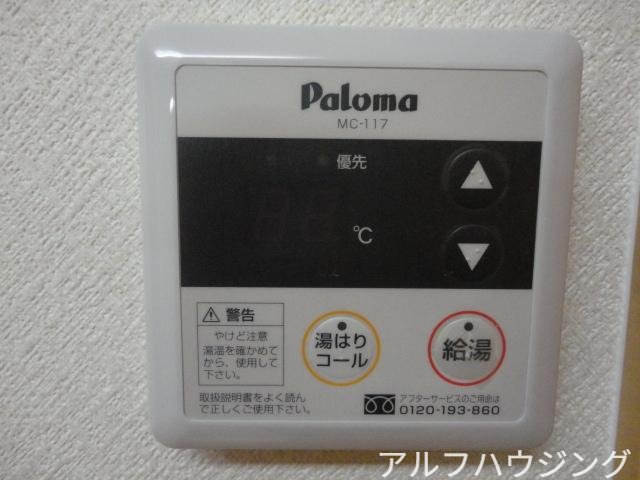 Paloma
MC-117
優先
℃
警告
やけど注意
湯温を確かめて
から、使用して
下さい。
湯はり
コール
給湯
取扱説明書をよく読ん
で正しくご使用下さい。
アフターサービスのご用命は
0120-193-860
アルフハウジング